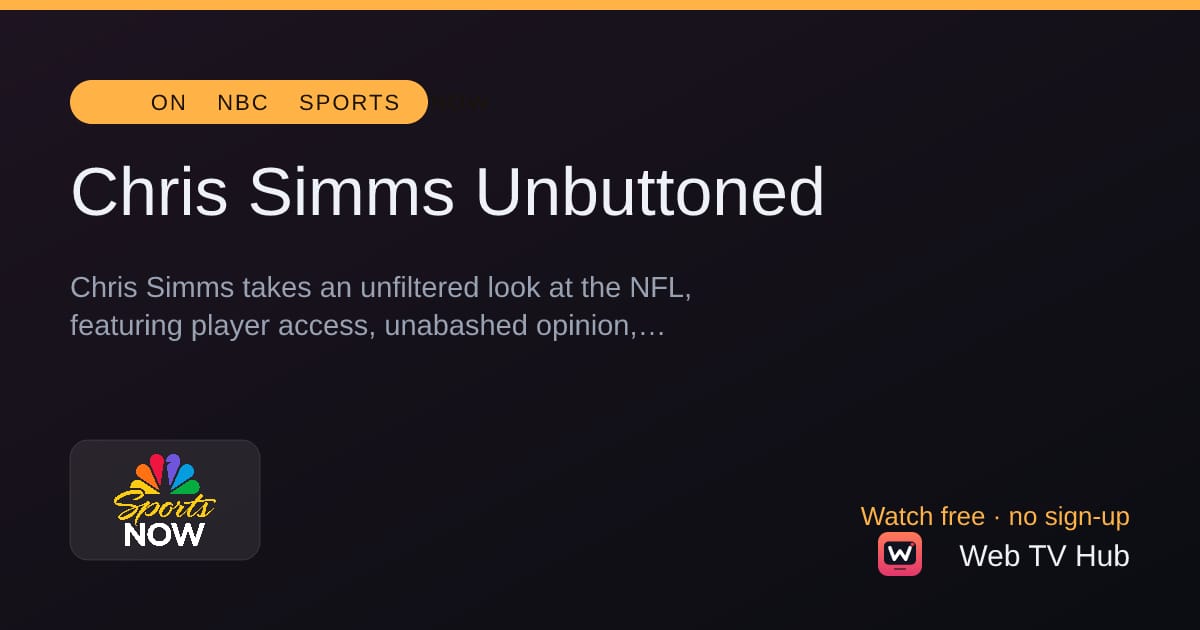 ON NBC SPORTS NOW
Chris Simms Unbuttoned
Chris Simms takes an unfiltered look at the NFL,
featuring player access, unabashed opinion,…
Sports
NOW
Watch free · no sign-up
W
Web TV Hub